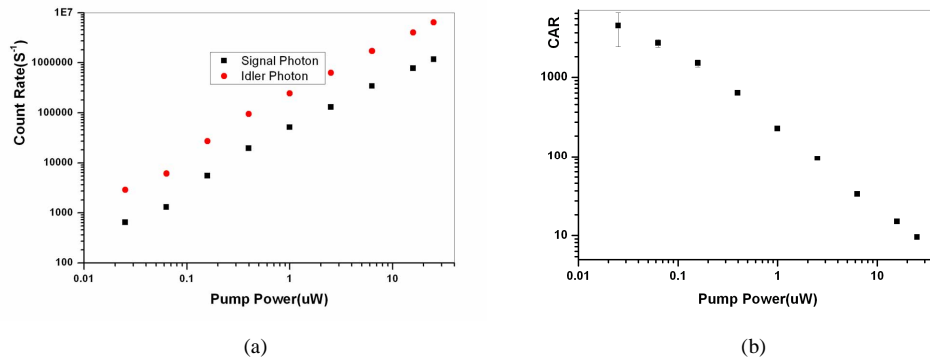 1E7
1000000
100000
10000
1000
100
Count Rate(S⁻¹)
Signal Photon
Idler Photon
0.01 0.1 1 10
Pump Power(uW)
(a)
CAR
1000
100
10
0.01 0.1 1 10
Pump Power(uW)
(b)